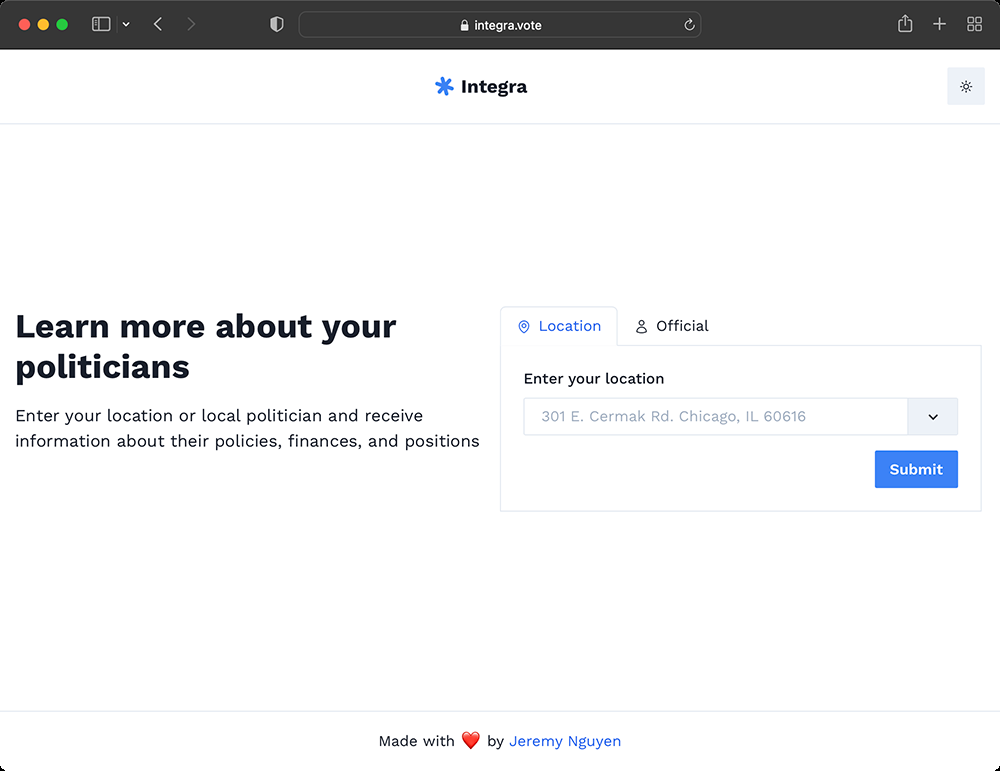 integra.vote
Integra
Learn more about your
politicians
Enter your location or local politician and receive
information about their policies, finances, and positions
Location
Official
Enter your location
301 E. Cermak Rd. Chicago, IL 60616
Submit
Made with ❤️ by Jeremy Nguyen